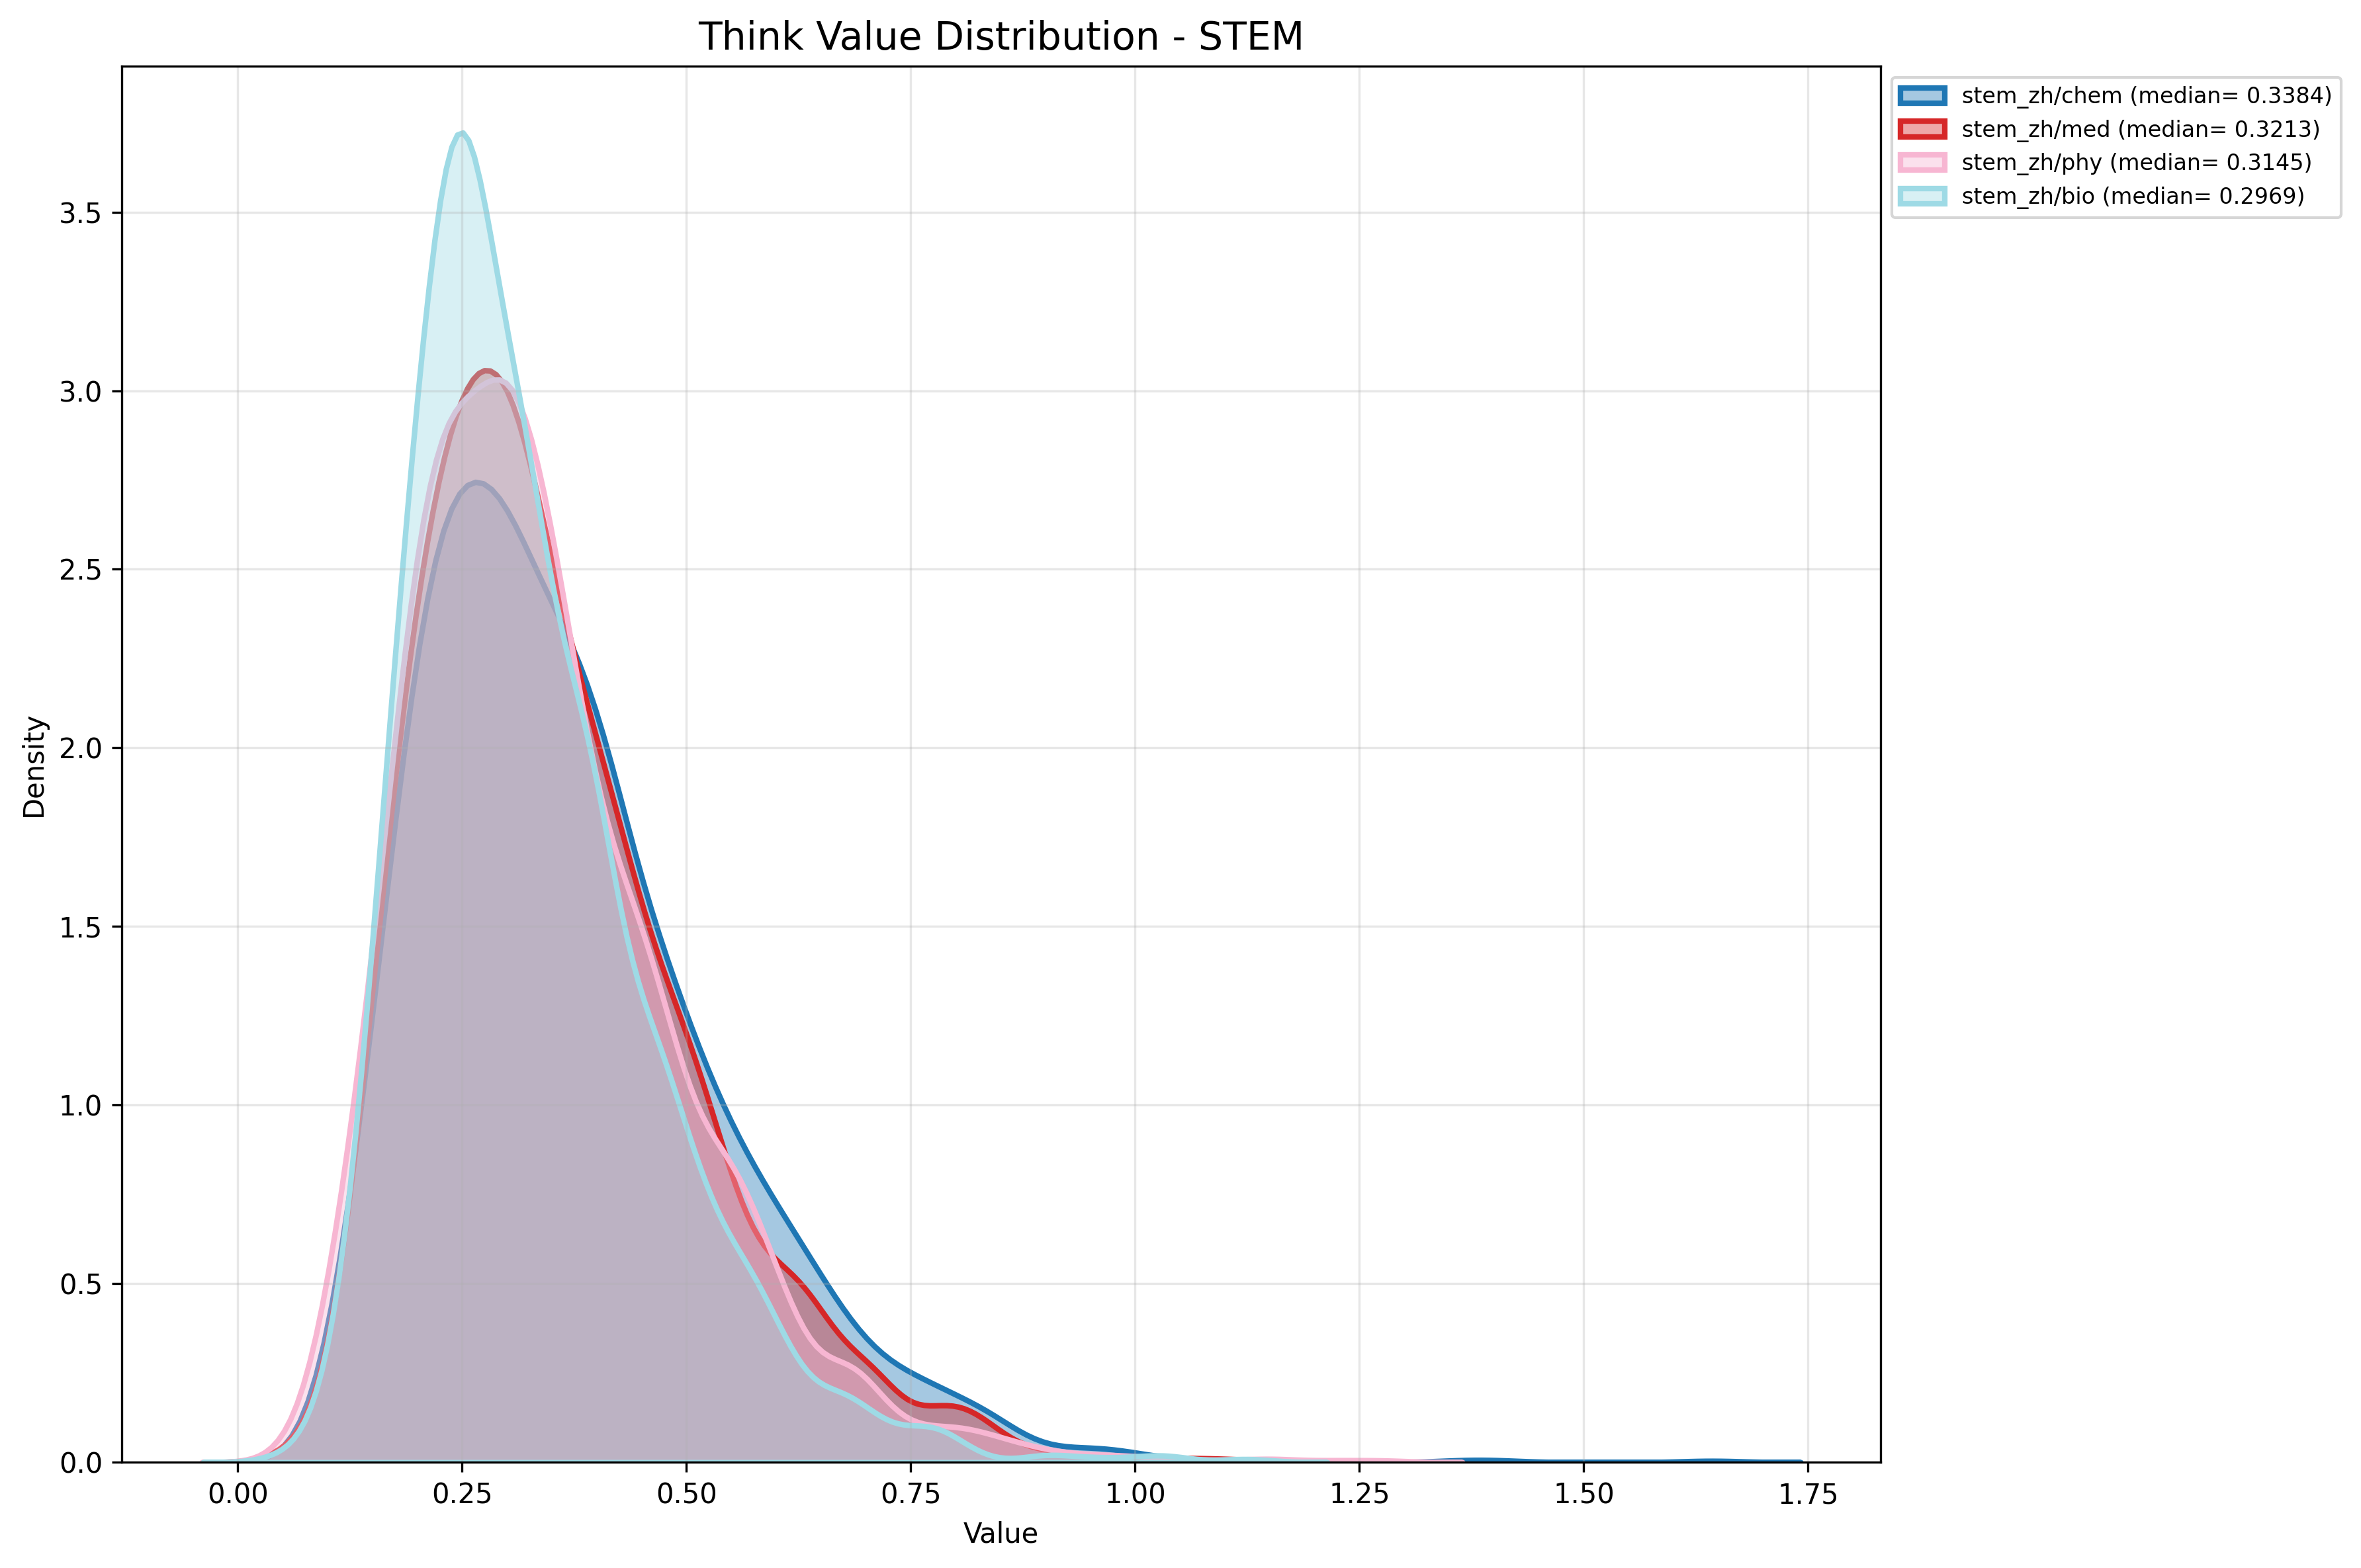 Think Value Distribution - STEM
stem_zh/chem (median= 0.3384)
stem_zh/med (median= 0.3213)
stem_zh/phy (median= 0.3145)
stem_zh/bio (median= 0.2969)
Density
3.5
3.0
2.5
2.0
1.5
1.0
0.5
0.0
0.00 0.25 0.50 0.75 1.00 1.25 1.50 1.75
Value